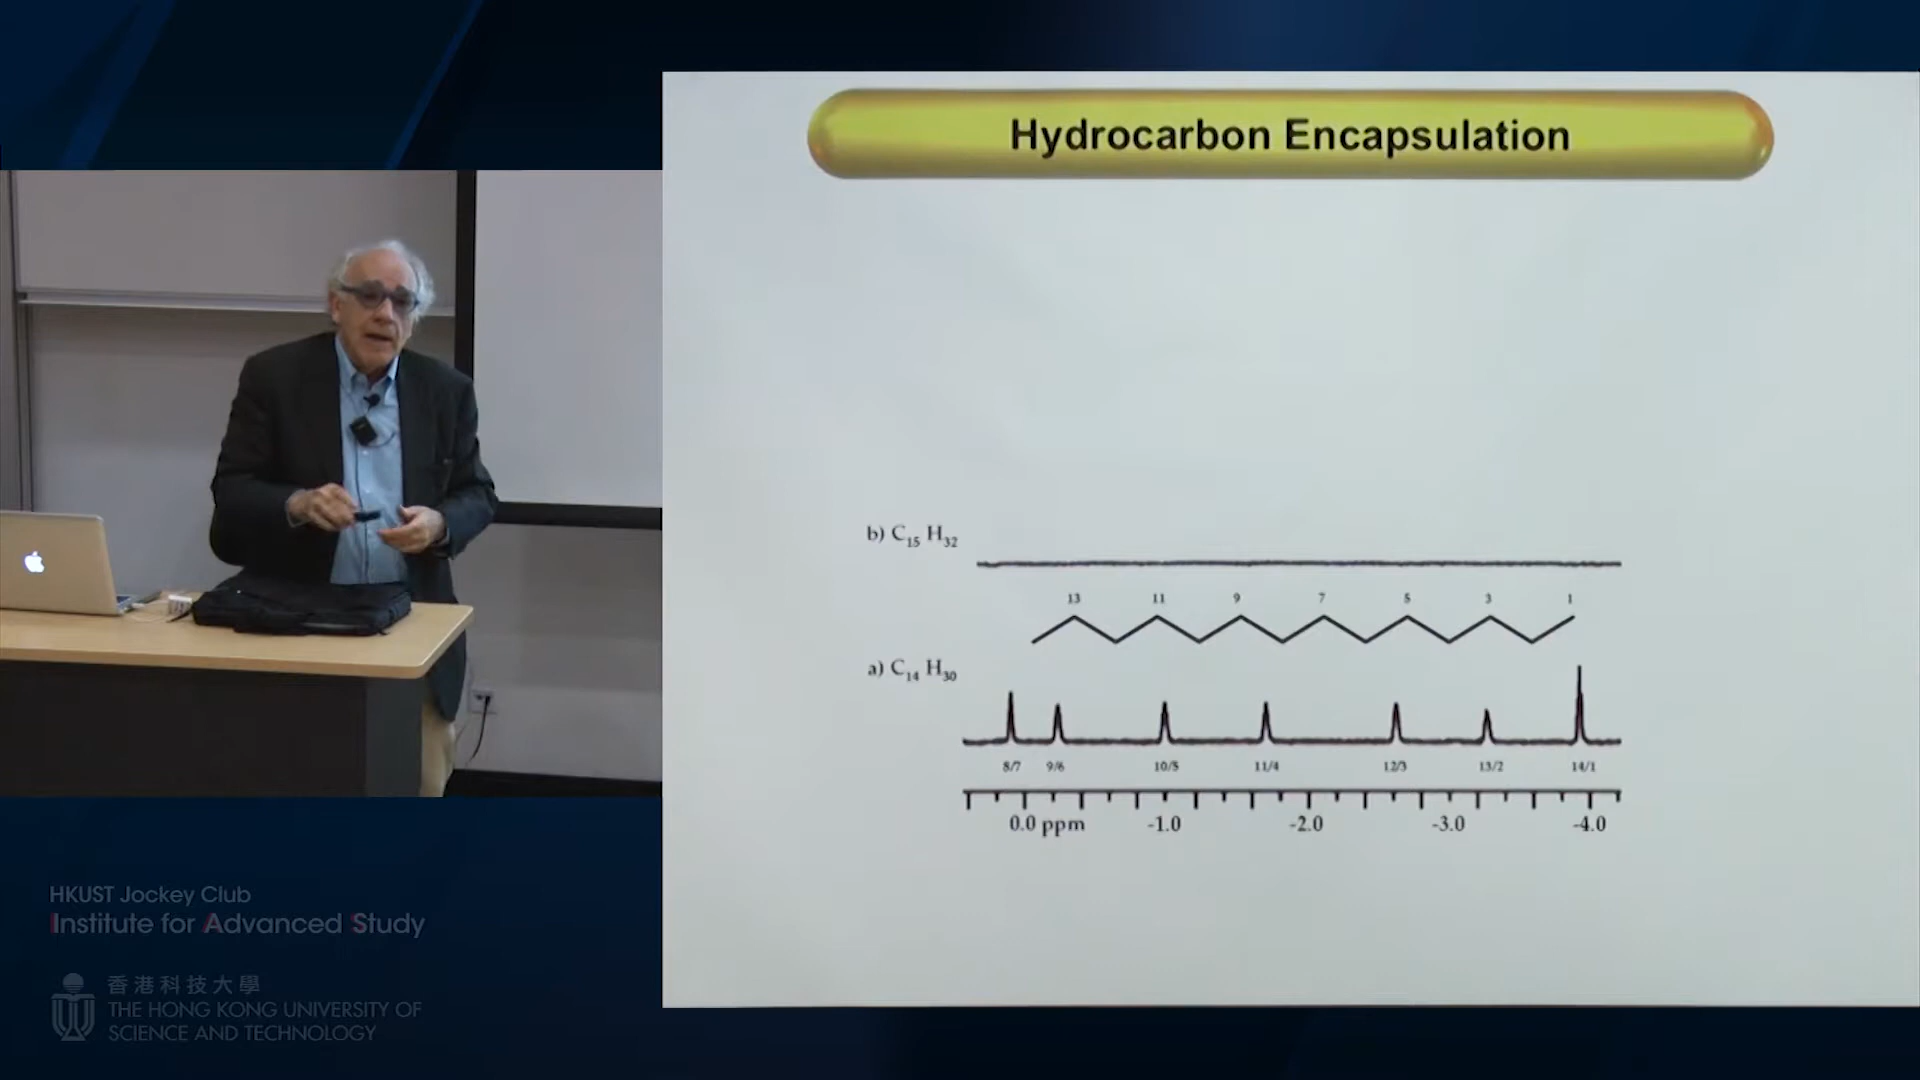 Hydrocarbon Encapsulation
b) C15 H32
13 11 9 7 5 3 1
a) C14 H30
8/7 9/6 10/5 11/4 12/3 13/2 14/1
0.0 ppm -1.0 -2.0 -3.0 -4.0
HKUST Jockey Club
Institute for Advanced Study
香港科技大學
THE HONG KONG UNIVERSITY OF
SCIENCE AND TECHNOLOGY